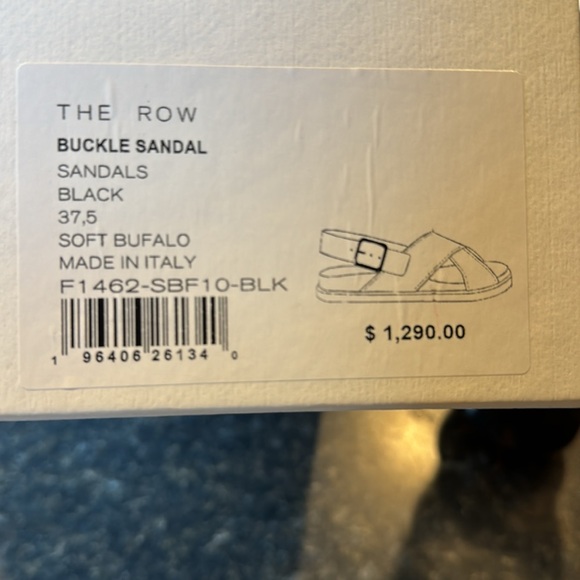 THE ROW
BUCKLE SANDAL
SANDALS
BLACK
37,5
SOFT BUFALO
MADE IN ITALY
F1462-SBF10-BLK
1 96406 26134 0
$ 1,290.00